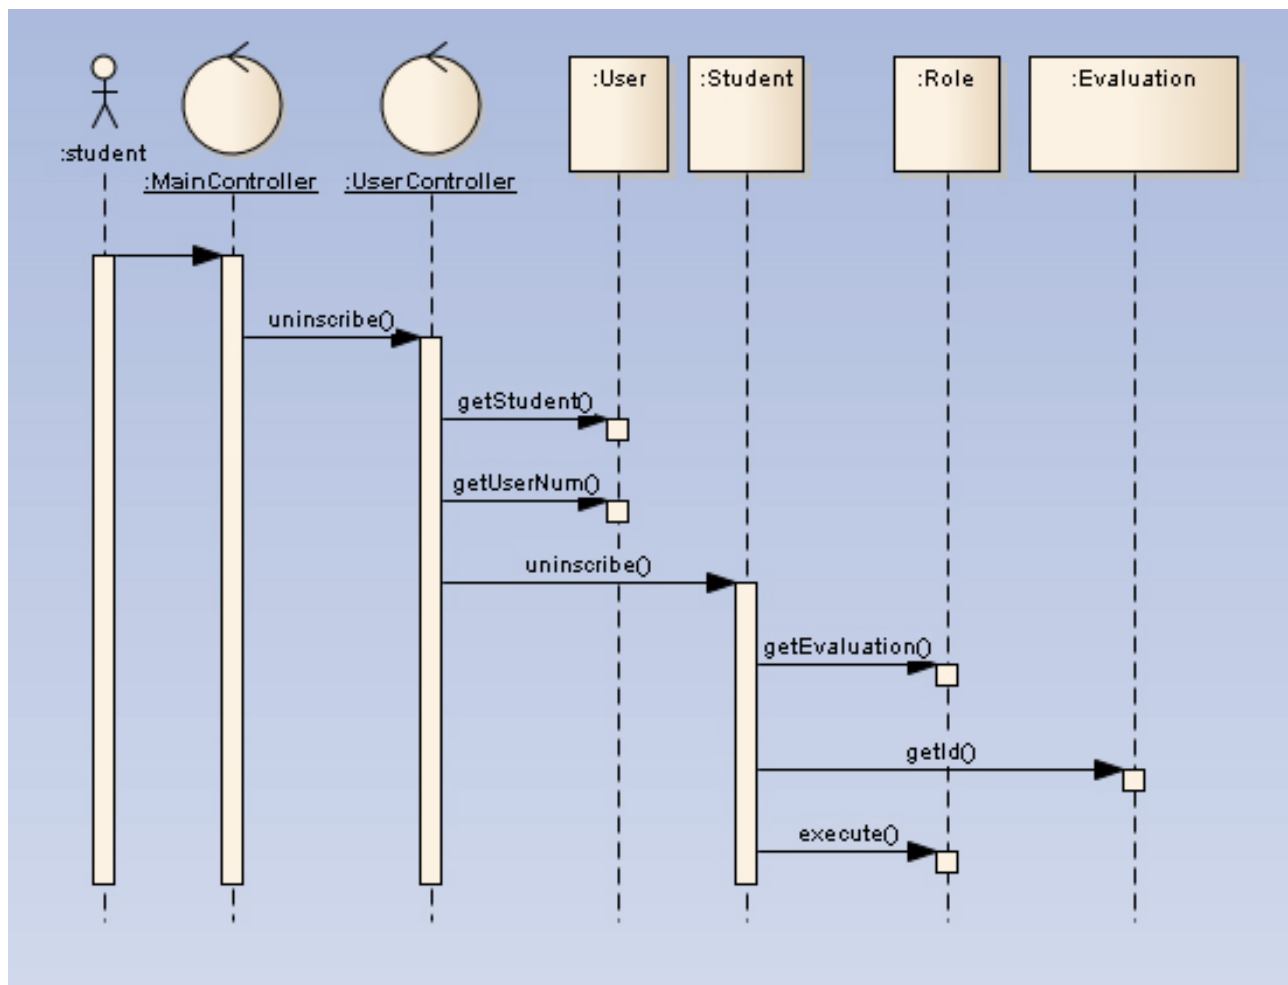 :User
:Student
:Role
:Evaluation
:student
:MainController
:UserController
uninscribe()
getStudent()
getUserNum()
uninscribe()
getEvaluation()
getId()
execute()